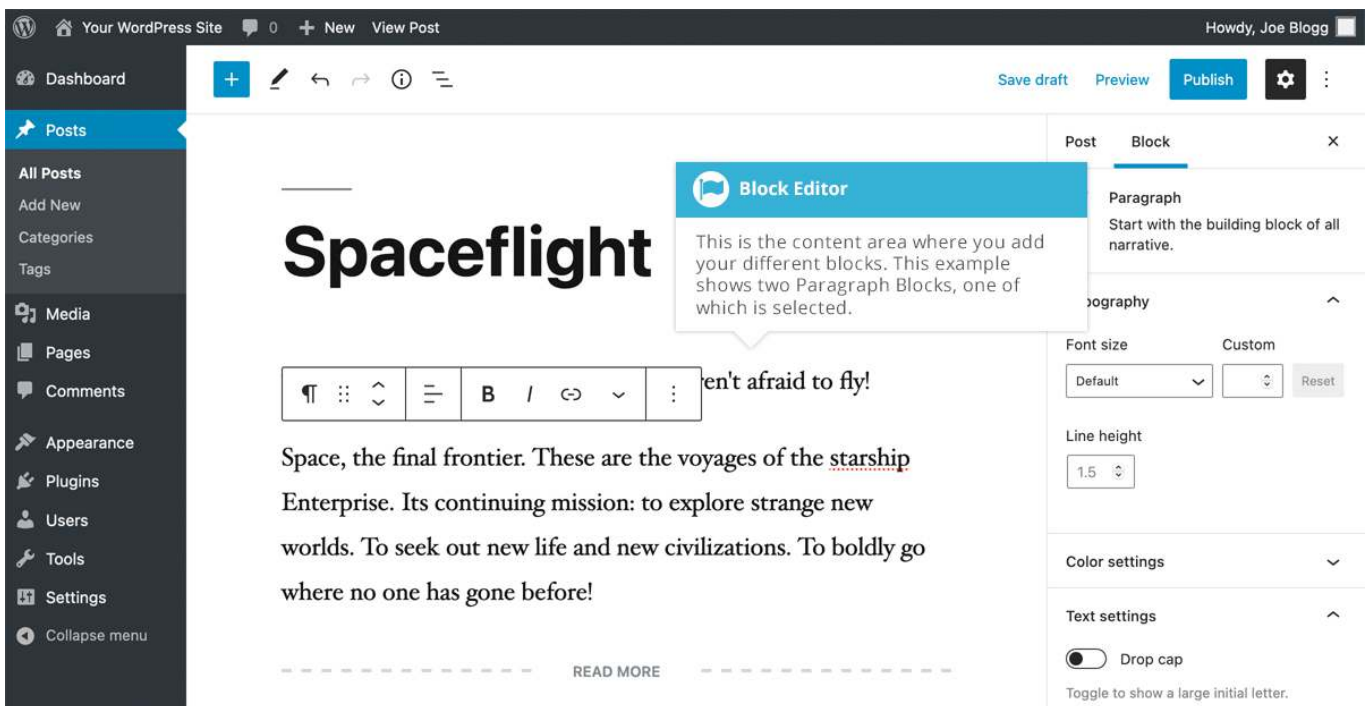 Your WordPress Site 0 + New View Post Howdy, Joe Blogg
Dashboard
Posts
All Posts
Add New
Categories
Tags
Media
Pages
Comments
Appearance
Plugins
Users
Tools
Settings
Collapse menu
Save draft Preview Publish
Spaceflight
Block Editor
This is the content area where you add
your different blocks. This example
shows two Paragraph Blocks, one of
which is selected.
afraid to fly!
B I
Space, the final frontier. These are the voyages of the starship
Enterprise. Its continuing mission: to explore strange new
worlds. To seek out new life and new civilizations. To boldly go
where no one has gone before!
READ MORE
Post Block
Paragraph
Start with the building block of all
narrative.
Font size Custom
Default Reset
Line height
1.5
Color settings
Text settings
Drop cap
Toggle to show a large initial letter.